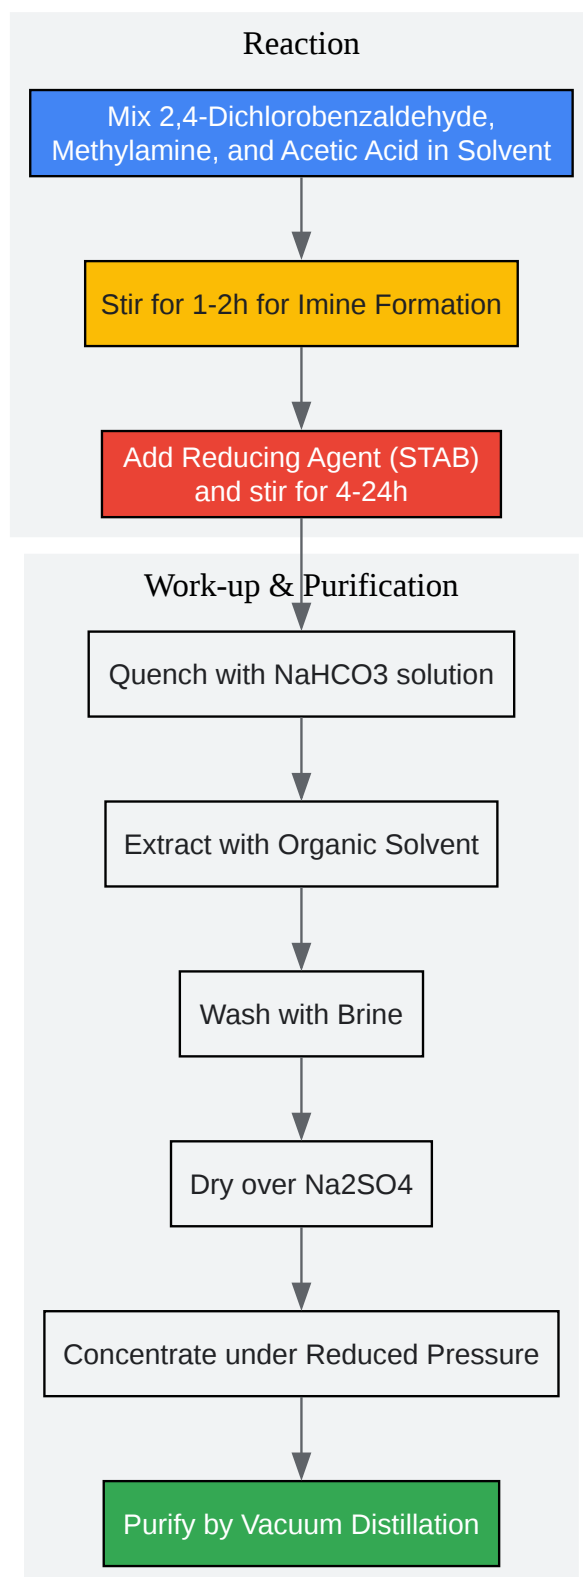 Reaction
Mix 2,4-Dichlorobenzaldehyde,
Methylamine, and Acetic Acid in Solvent
Stir for 1-2h for Imine Formation
Add Reducing Agent (STAB)
and stir for 4-24h
Work-up & Purification
Quench with NaHCO3 solution
Extract with Organic Solvent
Wash with Brine
Dry over Na2SO4
Concentrate under Reduced Pressure
Purify by Vacuum Distillation